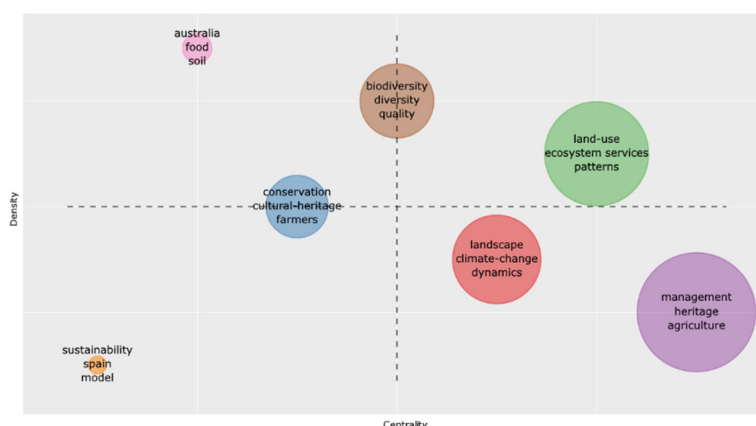 australia
food
soil
biodiversity
diversity
quality
land-use
ecosystem services
patterns
conservation
cultural-heritage
farmers
landscape
climate-change
dynamics
management
heritage
agriculture
sustainability
spain
model
Density
Centrality